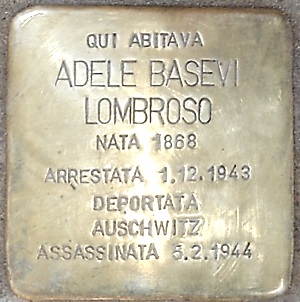 QUI ABITAVA
ADELE BASEVI
LOMBROSO
NATA 1868
ARRESTATA 1.12.1943
DEPORTATA
AUSCHWITZ
ASSASSINATA 5.2.1944